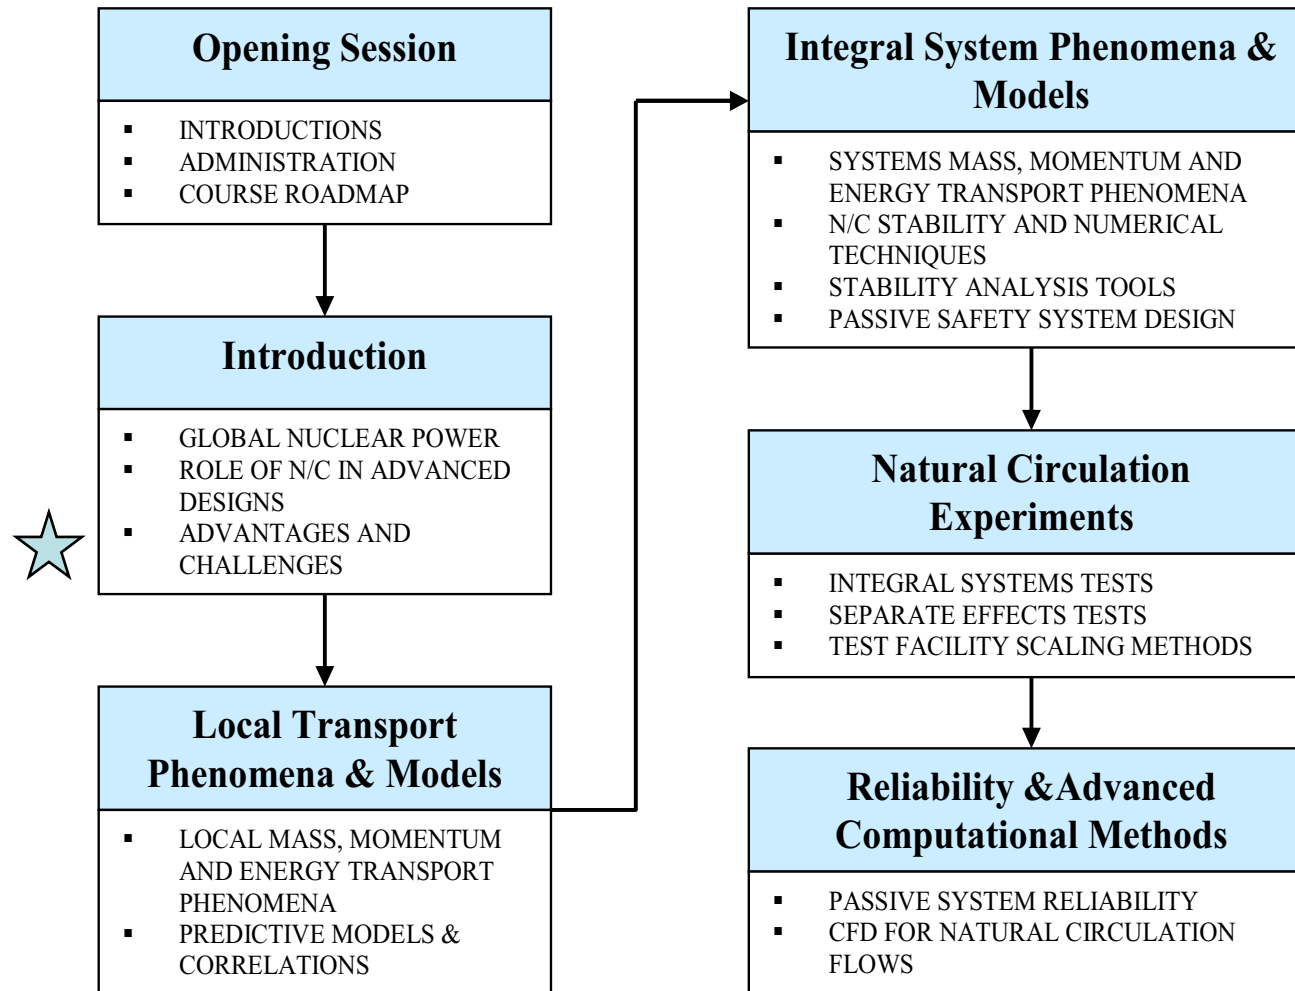 Opening Session
▪ INTRODUCTIONS
▪ ADMINISTRATION
▪ COURSE ROADMAP
Introduction
▪ GLOBAL NUCLEAR POWER
▪ ROLE OF N/C IN ADVANCED
DESIGNS
▪ ADVANTAGES AND
CHALLENGES
Local Transport
Phenomena & Models
▪ LOCAL MASS, MOMENTUM
AND ENERGY TRANSPORT
PHENOMENA
▪ PREDICTIVE MODELS &
CORRELATIONS
Integral System Phenomena &
Models
▪ SYSTEMS MASS, MOMENTUM AND
ENERGY TRANSPORT PHENOMENA
▪ N/C STABILITY AND NUMERICAL
TECHNIQUES
▪ STABILITY ANALYSIS TOOLS
▪ PASSIVE SAFETY SYSTEM DESIGN
Natural Circulation
Experiments
▪ INTEGRAL SYSTEMS TESTS
▪ SEPARATE EFFECTS TESTS
▪ TEST FACILITY SCALING METHODS
Reliability &Advanced
Computational Methods
▪ PASSIVE SYSTEM RELIABILITY
▪ CFD FOR NATURAL CIRCULATION
FLOWS